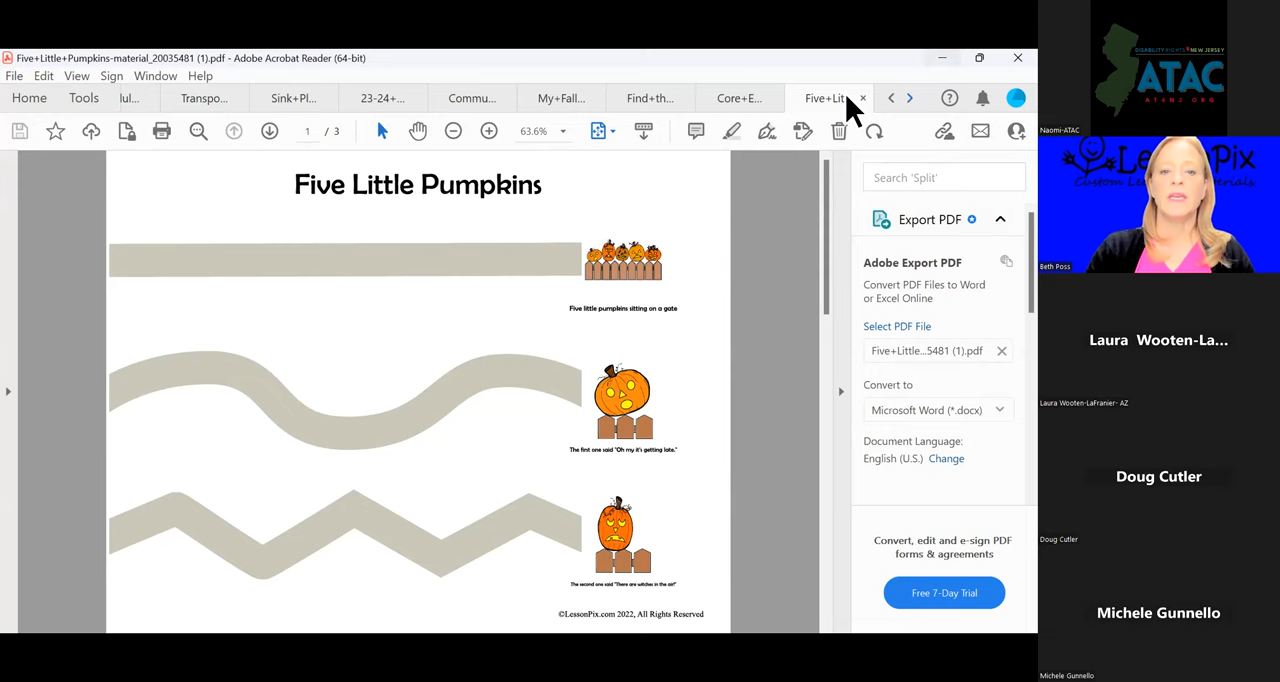 Five+Little+Pumpkins-material_20035481 (1).pdf - Adobe Acrobat Reader (64-bit)
File Edit View Sign Window Help
Home Tools lul... Transpo... Sink+Pl... 23-24+... Commu... My+Fall... Find+th... Core+E... Five+Lit
1 / 3 63.6%
Five Little Pumpkins
Five little pumpkins sitting on a gate
The first one said "Oh my it's getting late."
The second one said "There are witches in the air!"
©LessonPix.com 2022, All Rights Reserved
Search 'Split'
Export PDF
Adobe Export PDF
Convert PDF Files to Word
or Excel Online
Select PDF File
Five+Little...5481 (1).pdf
Convert to
Microsoft Word (*.docx)
Document Language:
English (U.S.) Change
Convert, edit and e-sign PDF
forms & agreements
Free 7-Day Trial
DISABILITY RIGHTS NEW JERSEY
ATAC
AT4NJ.ORG
Naomi-ATAC
Pix
Beth Poss
Laura Wooten-La...
Laura Wooten-LaFranier- AZ
Doug Cutler
Doug Cutler
Michele Gunnello
Michele Gunnello